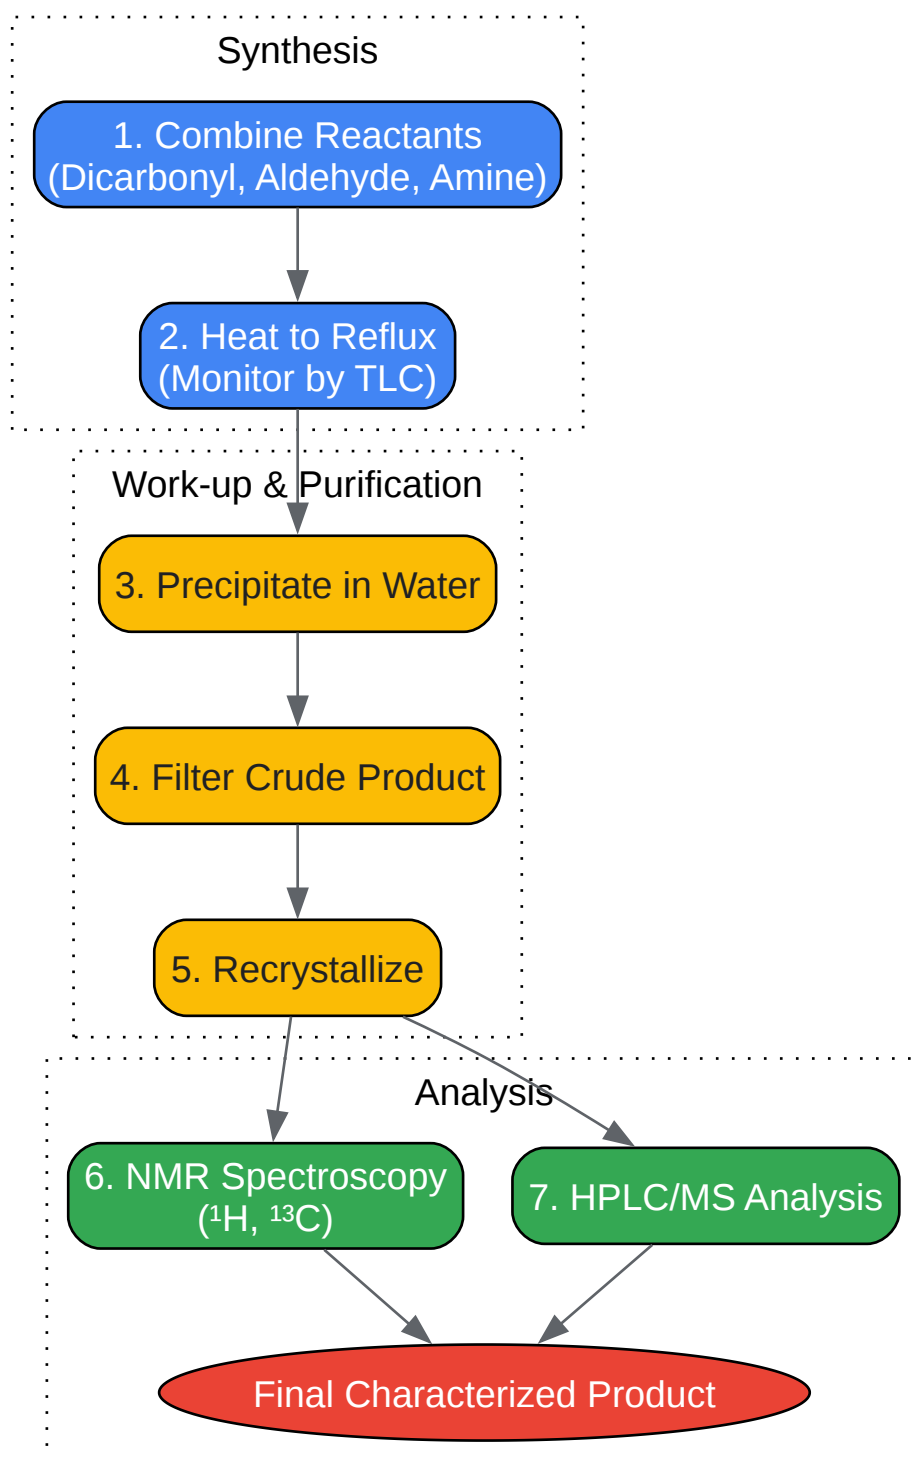 Synthesis
1. Combine Reactants
(Dicarbonyl, Aldehyde, Amine)
2. Heat to Reflux
(Monitor by TLC)
Work-up & Purification
3. Precipitate in Water
4. Filter Crude Product
5. Recrystallize
Analysis
6. NMR Spectroscopy
(¹H, ¹³C)
7. HPLC/MS Analysis
Final Characterized Product